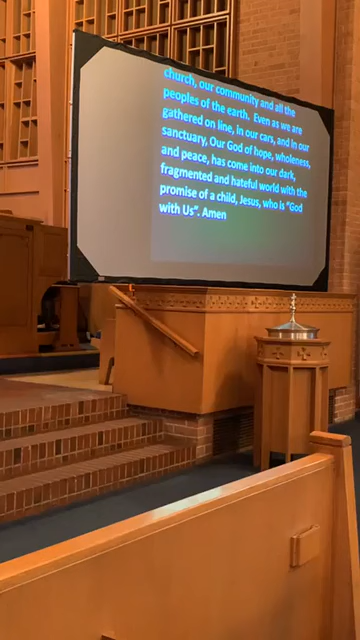 church, our community and all the
peoples of the earth. Even as we are
gathered on line, in our cars, and in our
sanctuary, Our God of hope, wholeness,
and peace, has come into our dark,
fragmented and hateful world with the
promise of a child, Jesus, who is "God
with Us". Amen